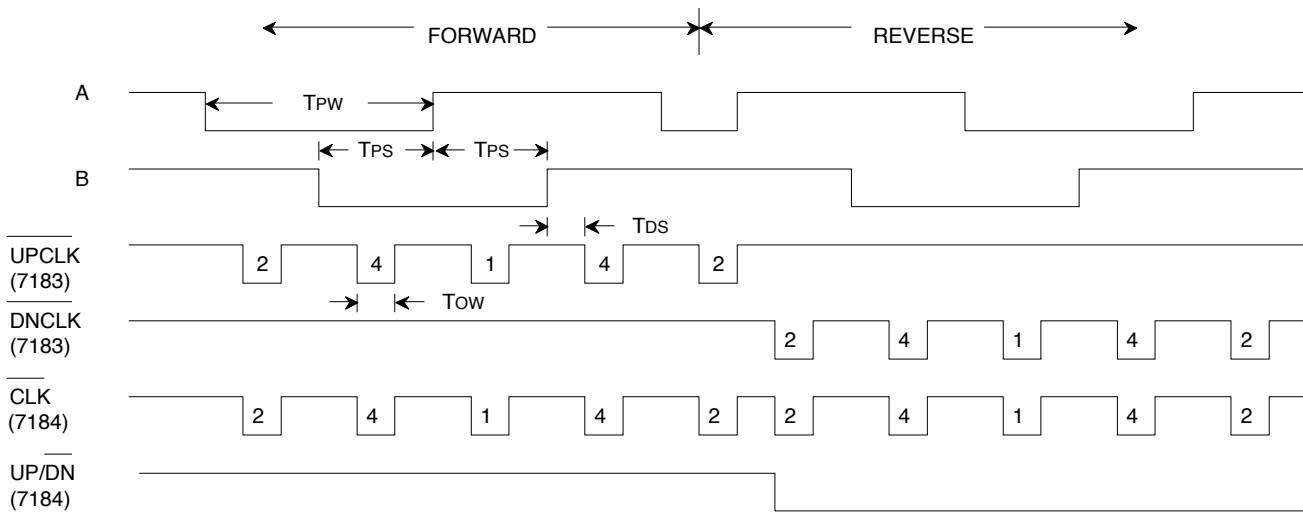 FORWARD REVERSE
A TPW
TPS TPS
B
TDS
UPCLK
(7183)
2 4 1 4 2
TOW
DNCLK
(7183)
2 4 1 4 2
CLK
(7184)
2 4 1 4 2 2 4 1 4 2
UP/DN
(7184)